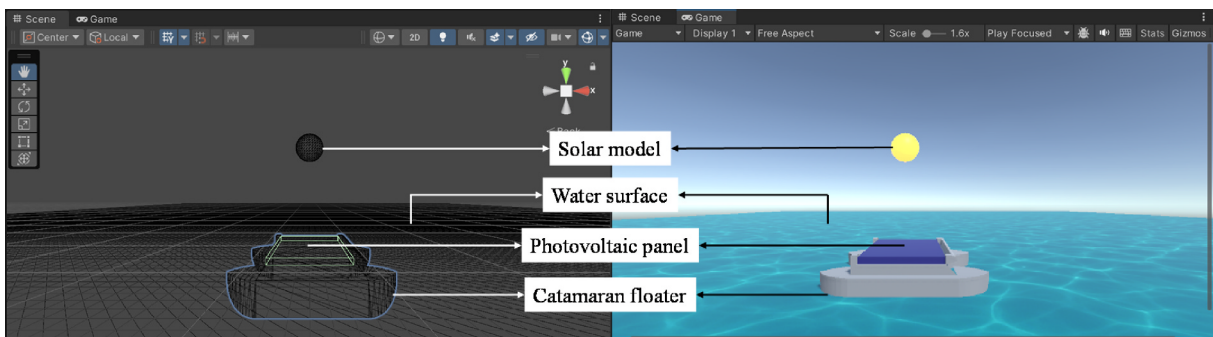 Scene Game
Center Local 2D
y
x
Back
Scene Game
Game Display 1 Free Aspect Scale 1.6x Play Focused Stats Gizmos
Solar model
Water surface
Photovoltaic panel
Catamaran floater